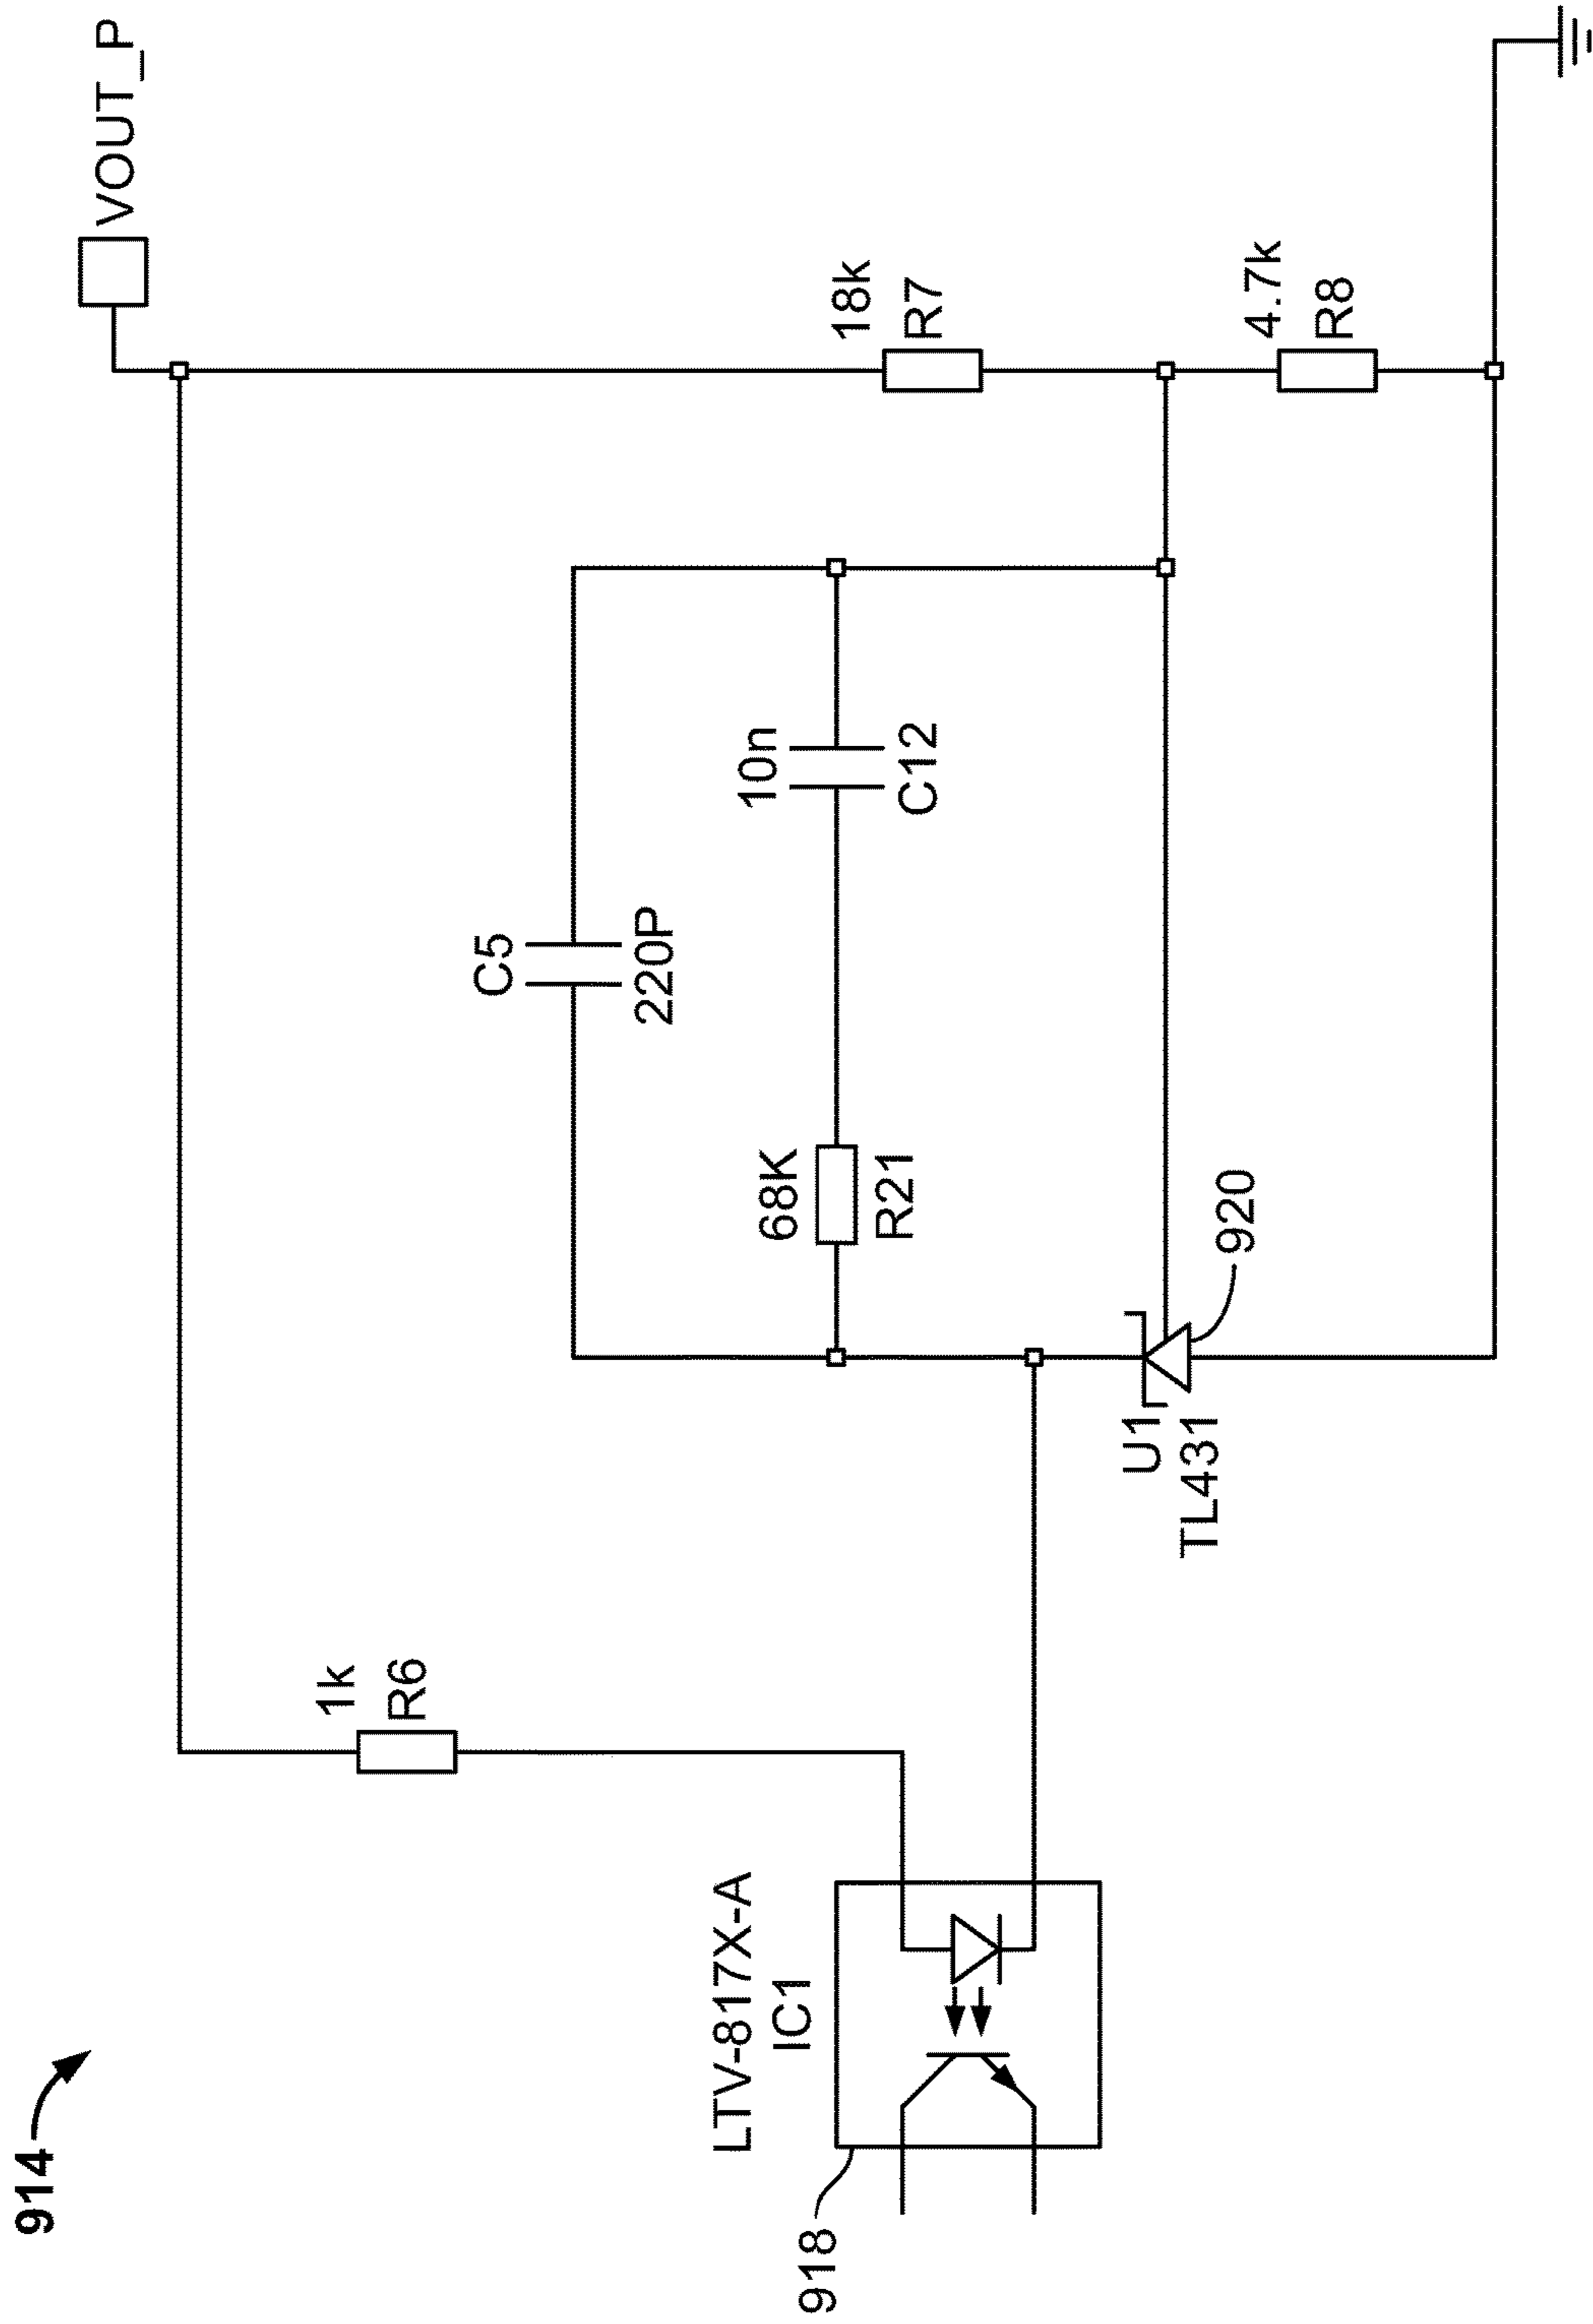 914
VOUT_P
1k
R6
C5
220P
18k
R7
10n
C12
68K
R21
4.7k
R8
LTV-817X-A
IC1
918
U1
TL431
920